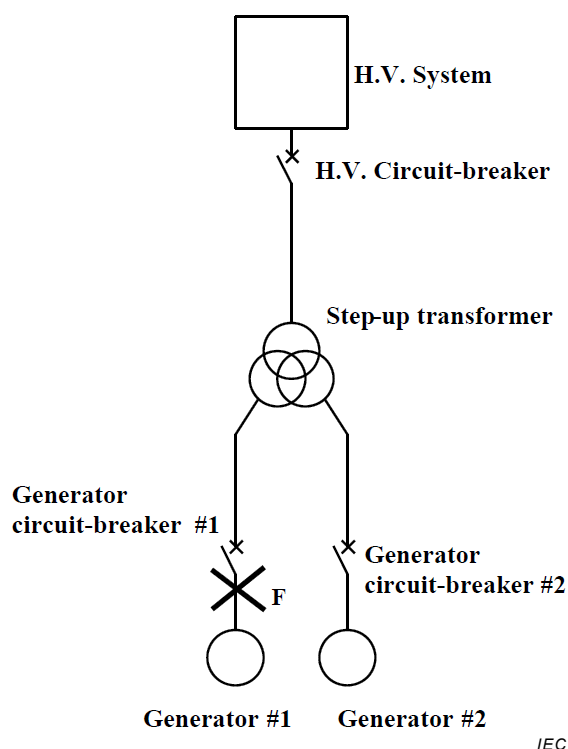 H.V. System
H.V. Circuit-breaker
Step-up transformer
Generator
circuit-breaker #1
Generator
circuit-breaker #2
F
Generator #1
Generator #2
IEC